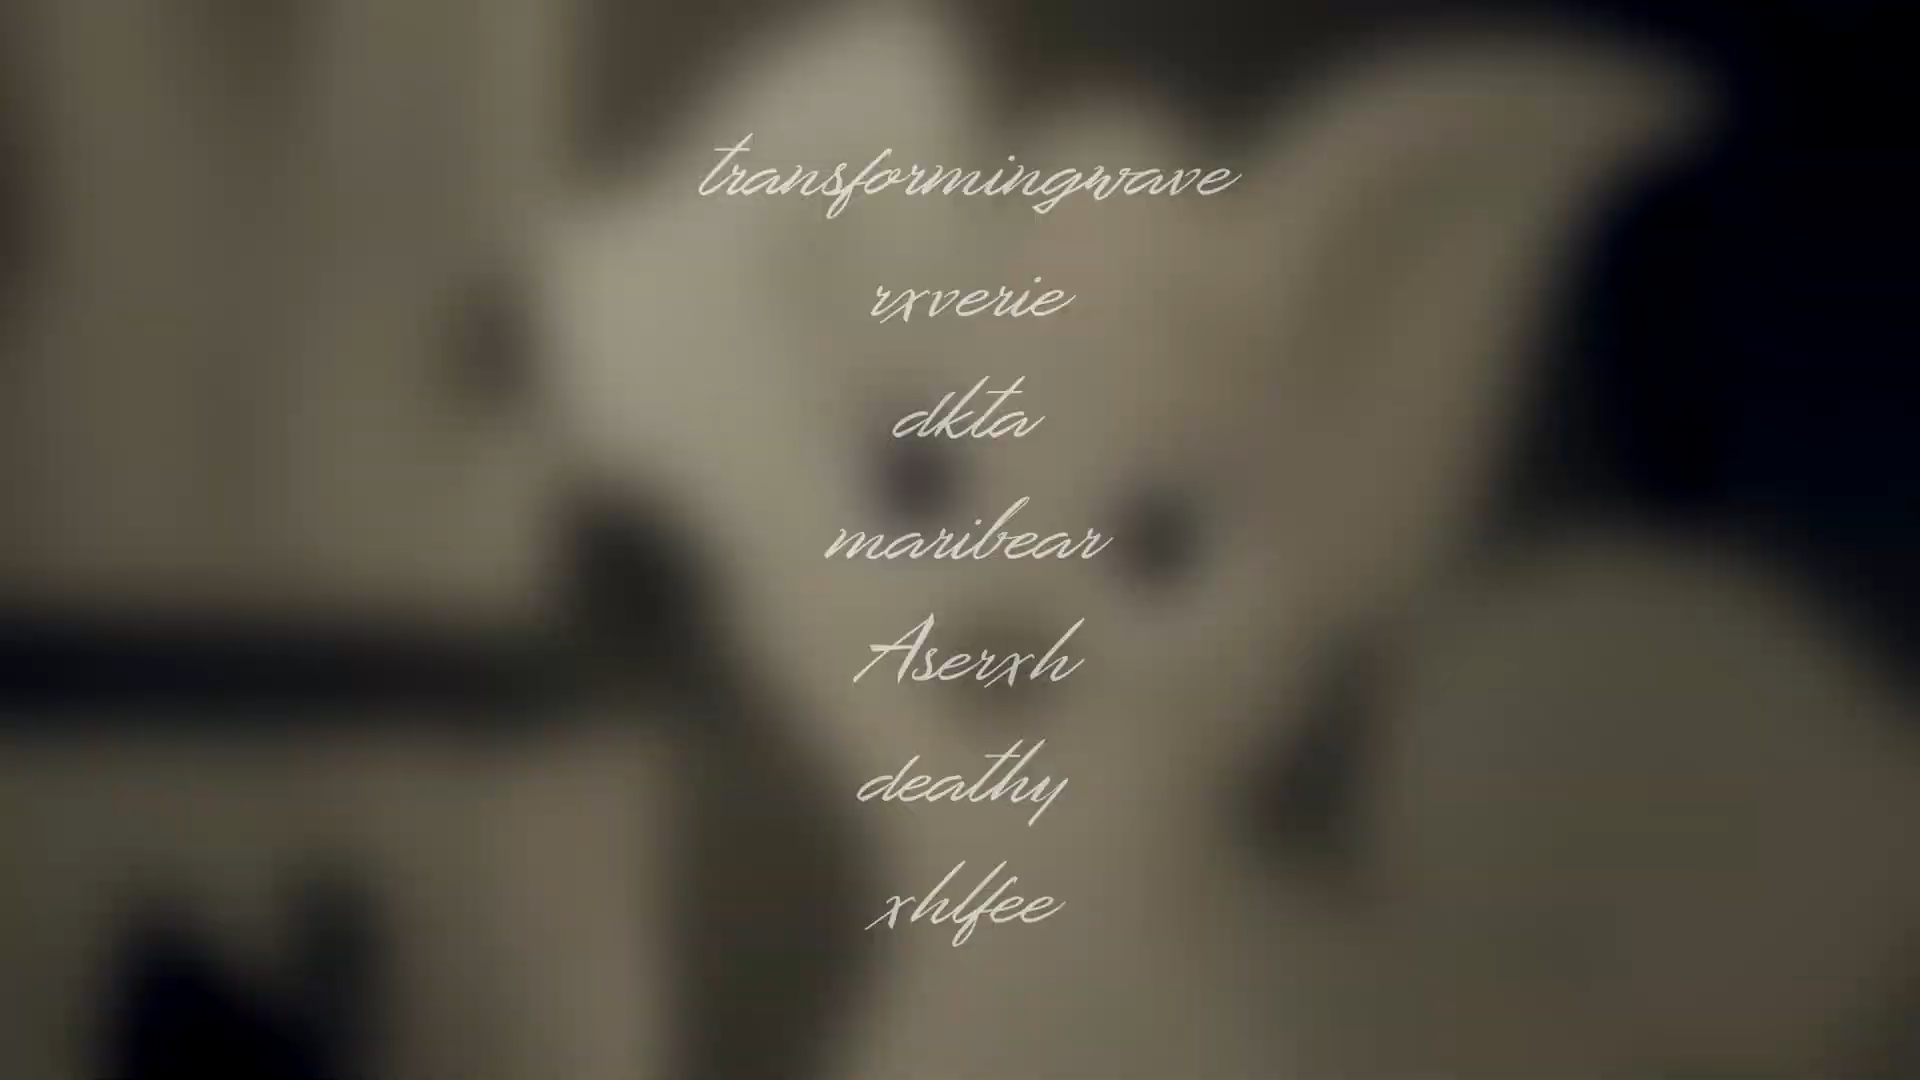 transformingwave
rxverie
dkta
maribear
Aserxh
deathy
xhlfee